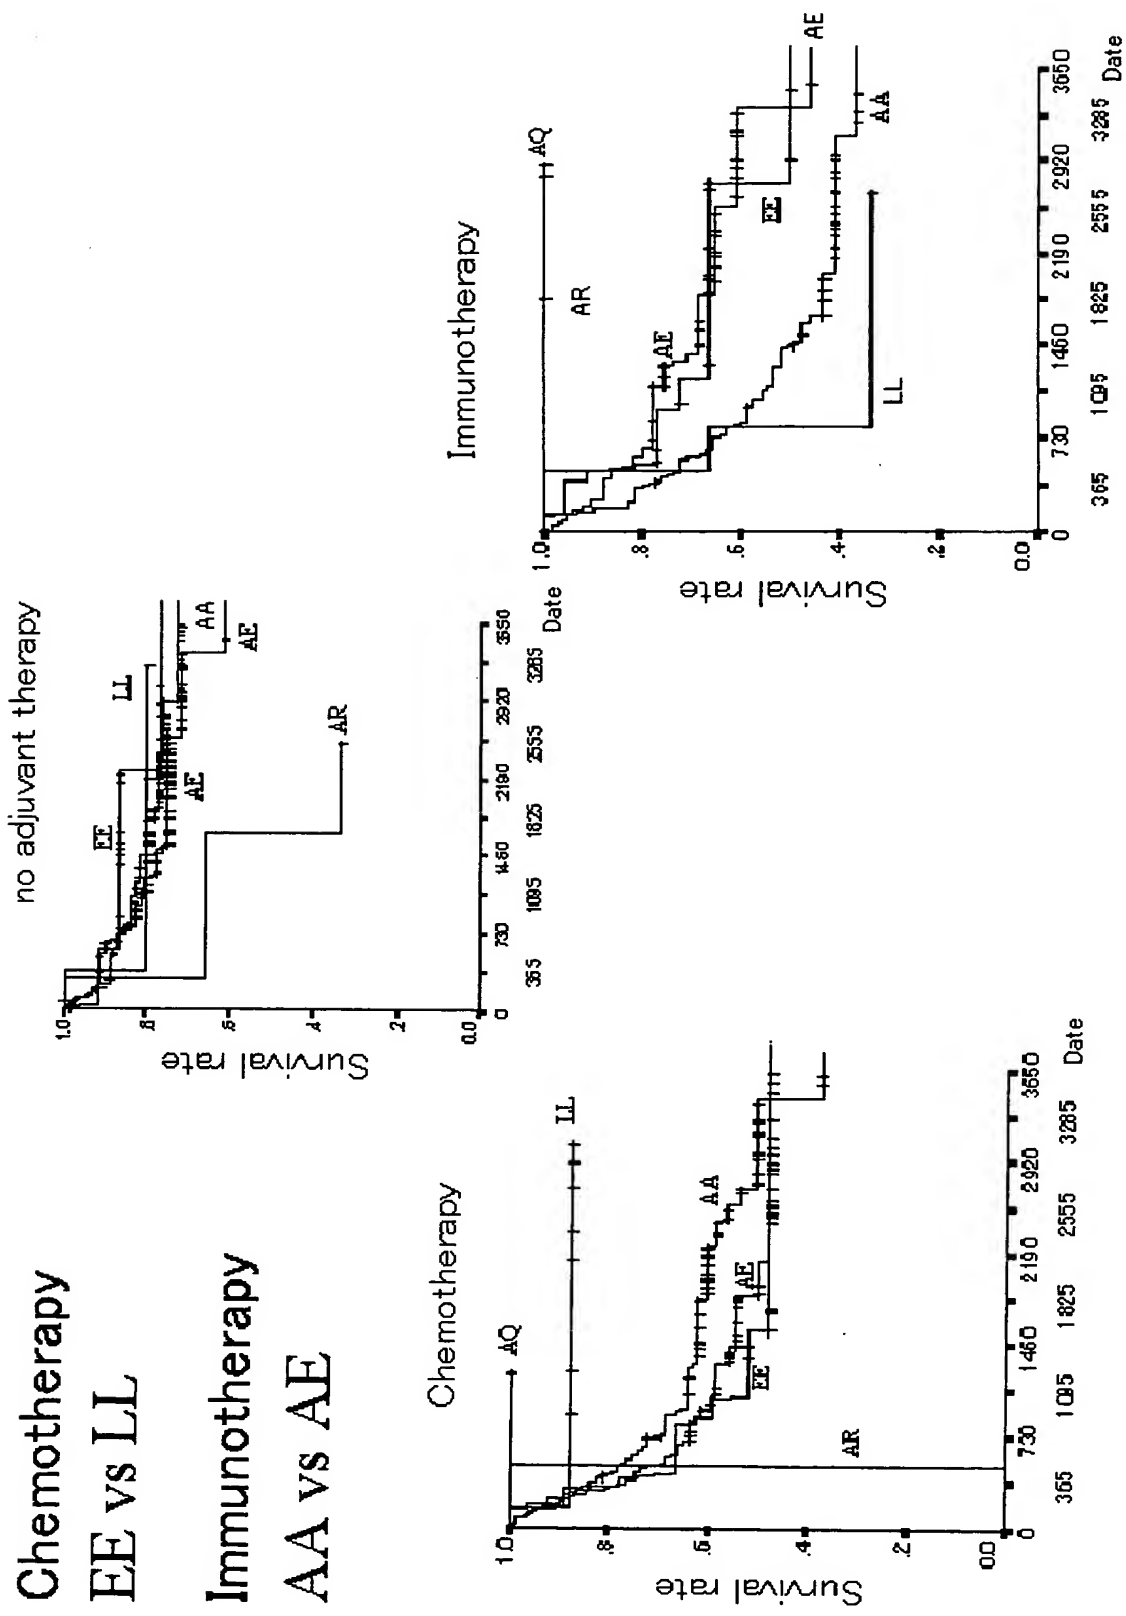 Chemotherapy
EE vs LL
Immunotherapy
AA vs AE
no adjuvant therapy
Survival rate
1.0
.8
.6
.4
.2
0.0
0
365
730
1095
1460
1825
2190
2555
2920
3285
3650
Date
EE
LL
AE
AA
AE
AR
Chemotherapy
Survival rate
1.0
.8
.6
.4
.2
0.0
0
365
730
1095
1460
1825
2190
2555
2920
3285
3650
Date
AQ
LL
AA
AE
EE
AR
Immunotherapy
Survival rate
1.0
.8
.6
.4
.2
0.0
0
365
730
1095
1460
1825
2190
2555
2920
3285
3650
Date
AQ
AR
AE
EE
AE
AA
LL